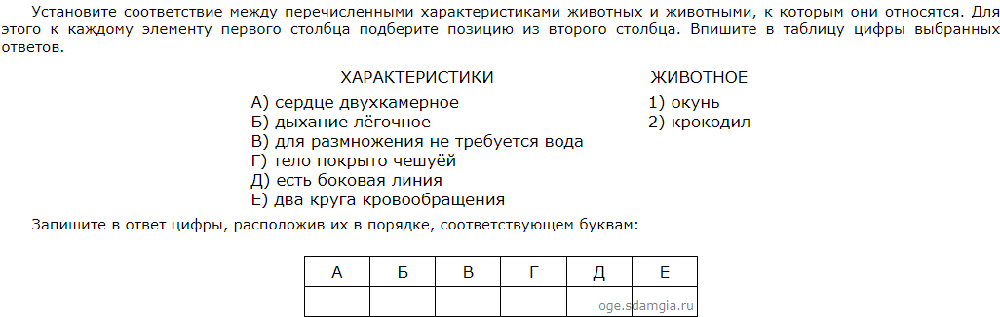 Установите соответствие между перечисленными характеристиками животных и животными, к которым они относятся. Для
этого к каждому элементу первого столбца подберите позицию из второго столбца. Впишите в таблицу цифры выбранных
ответов.
ХАРАКТЕРИСТИКИ ЖИВОТНОЕ
А) сердце двухкамерное 1) окунь
Б) дыхание лёгочное 2) крокодил
В) для размножения не требуется вода
Г) тело покрыто чешуёй
Д) есть боковая линия
Е) два круга кровообращения
Запишите в ответ цифры, расположив их в порядке, соответствующем буквам:
А Б В Г Д Е
oge.sdamgia.ru